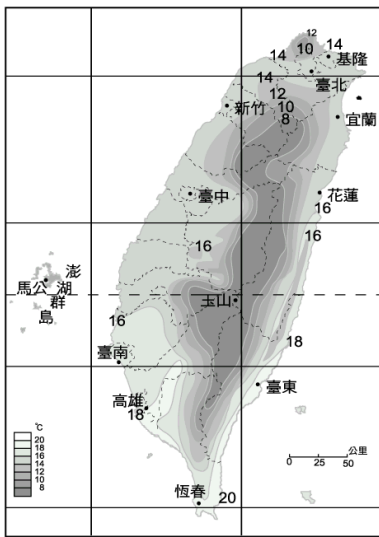 12
14
10
14
基隆
臺北
14
12
10
8
新竹
宜蘭
臺中
花蓮
16
16
16
澎
湖
群
島
馬公
玉山
16
18
臺南
臺東
高雄
18
恆春
20
℃
20
18
16
14
12
10
8
公里
0 25 50